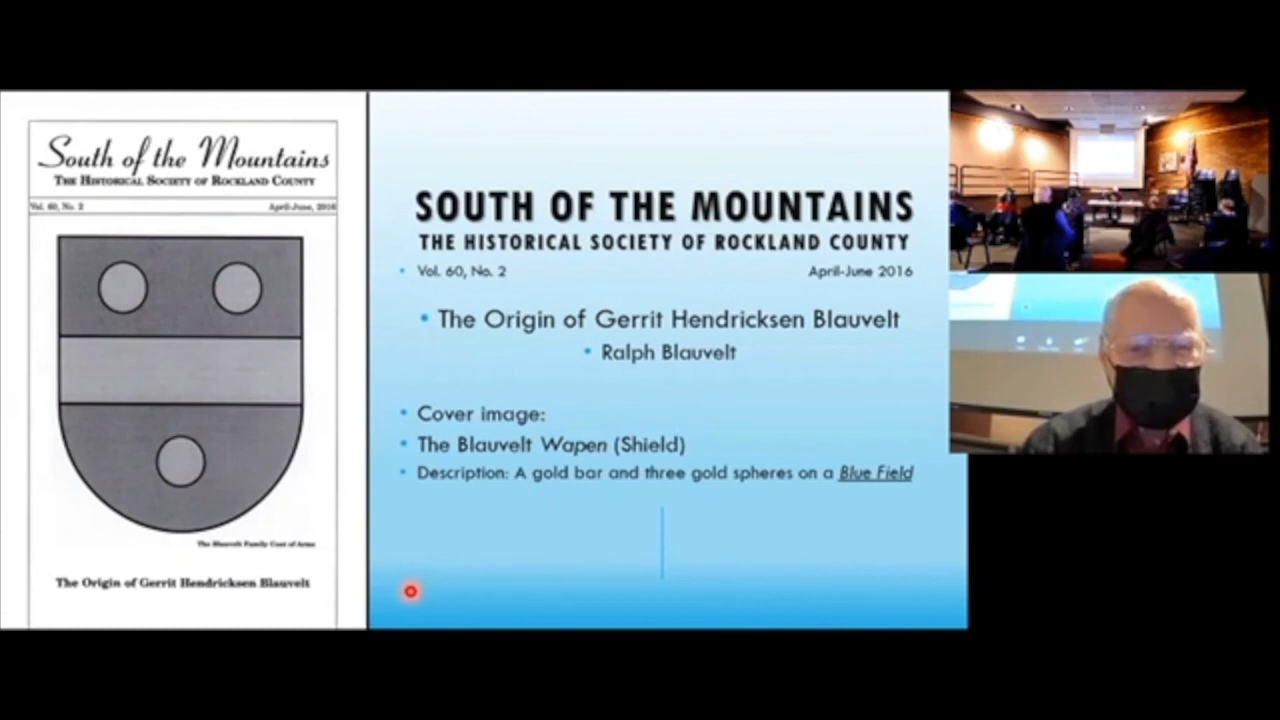 South of the Mountains
THE HISTORICAL SOCIETY OF ROCKLAND COUNTY
Vol. 60, No. 2 April-June, 2016
The Blauvelt Family Coat of Arms
The Origin of Gerrit Hendricksen Blauvelt
SOUTH OF THE MOUNTAINS
THE HISTORICAL SOCIETY OF ROCKLAND COUNTY
• Vol. 60, No. 2 April-June 2016
• The Origin of Gerrit Hendricksen Blauvelt
• Ralph Blauvelt
• Cover image:
• The Blauvelt Wapen (Shield)
• Description: A gold bar and three gold spheres on a Blue Field